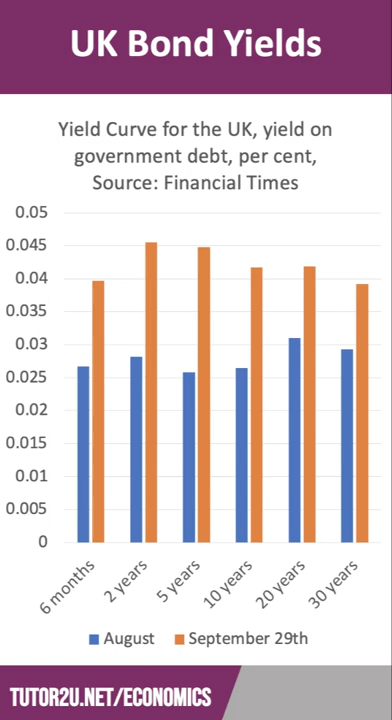 UK Bond Yields
Yield Curve for the UK, yield on
government debt, per cent,
Source: Financial Times
0.05
0.045
0.04
0.035
0.03
0.025
0.02
0.015
0.01
0.005
0
6 months
2 years
5 years
10 years
20 years
30 years
August
September 29th
TUTOR2U.NET/ECONOMICS